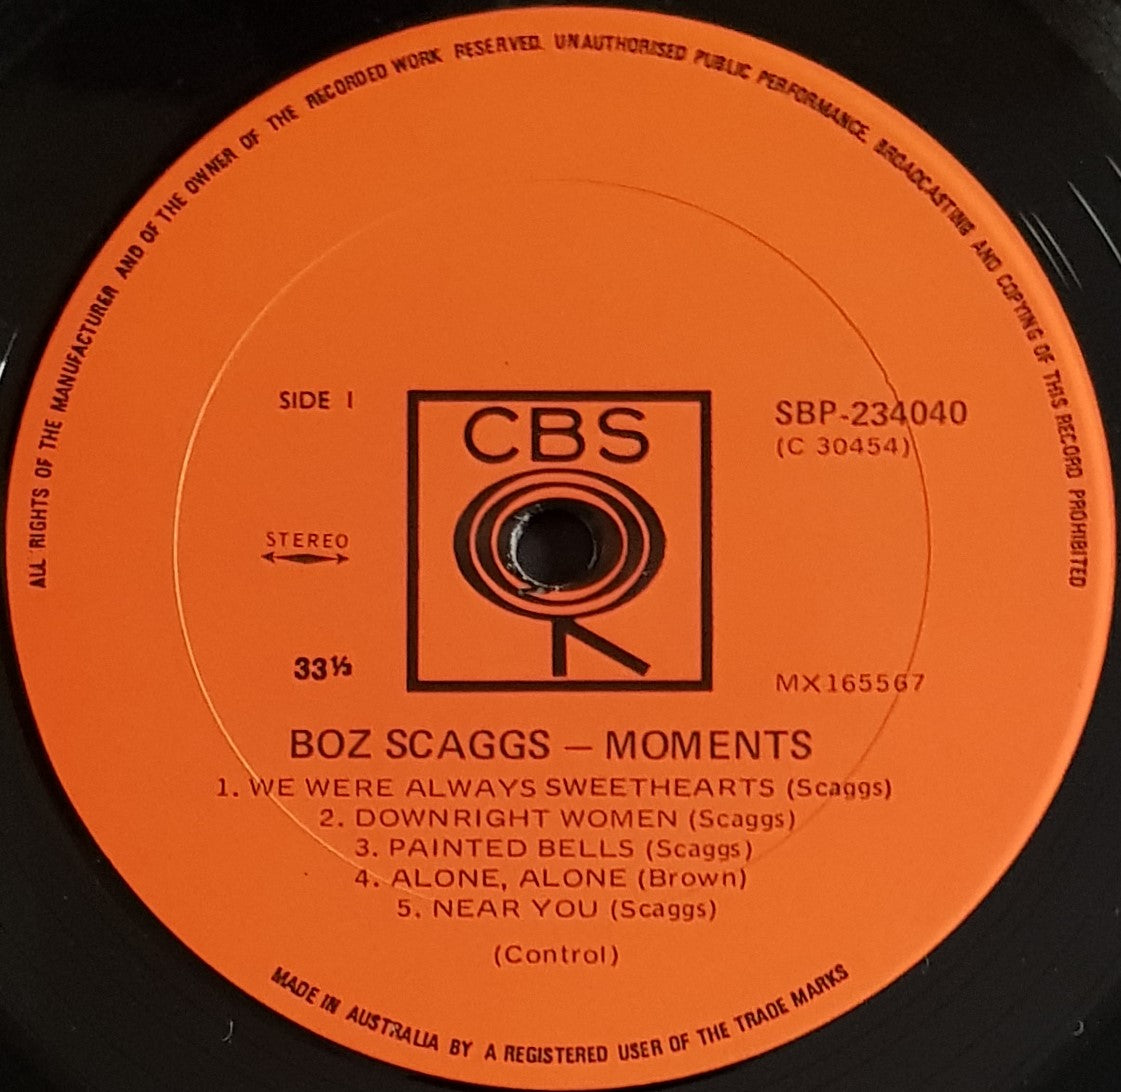 ALL RIGHTS OF THE MANUFACTURER AND OF THE OWNER OF THE RECORDED WORK RESERVED. UNAUTHORISED PUBLIC PERFORMANCE, BROADCASTING AND COPYING OF THIS RECORD PROHIBITED
SIDE 1
CBS
SBP-234040
(C 30454)
STEREO
33⅓
MX165567
BOZ SCAGGS – MOMENTS
1. WE WERE ALWAYS SWEETHEARTS (Scaggs)
2. DOWNRIGHT WOMEN (Scaggs)
3. PAINTED BELLS (Scaggs)
4. ALONE, ALONE (Brown)
5. NEAR YOU (Scaggs)
(Control)
MADE IN AUSTRALIA BY A REGISTERED USER OF THE TRADE MARKS